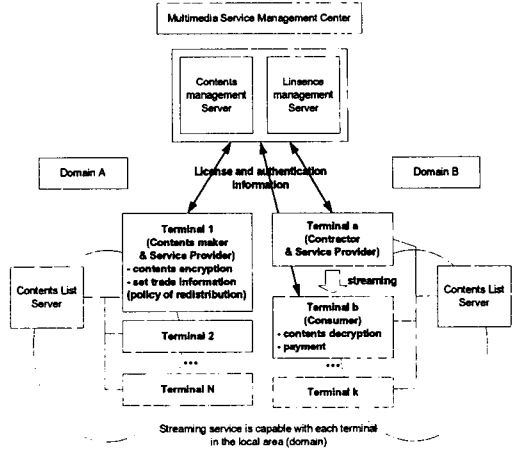 Multimedia Service Management Center
Contents
management
Server
Linsence
management
Server
Domain A
License and authentication
information
Domain B
Terminal 1
(Contents maker
& Service Provider)
- contents encryption
- set trade information
(policy of redistribution)
Terminal a
(Contractor
& Service Provider)
streaming
Contents List
Server
Terminal b
(Consumer)
- contents decryption
- payment
Contents List
Server
Terminal 2
...
...
Terminal N
Terminal k
Streaming service is capable with each terminal
in the local area (domain)